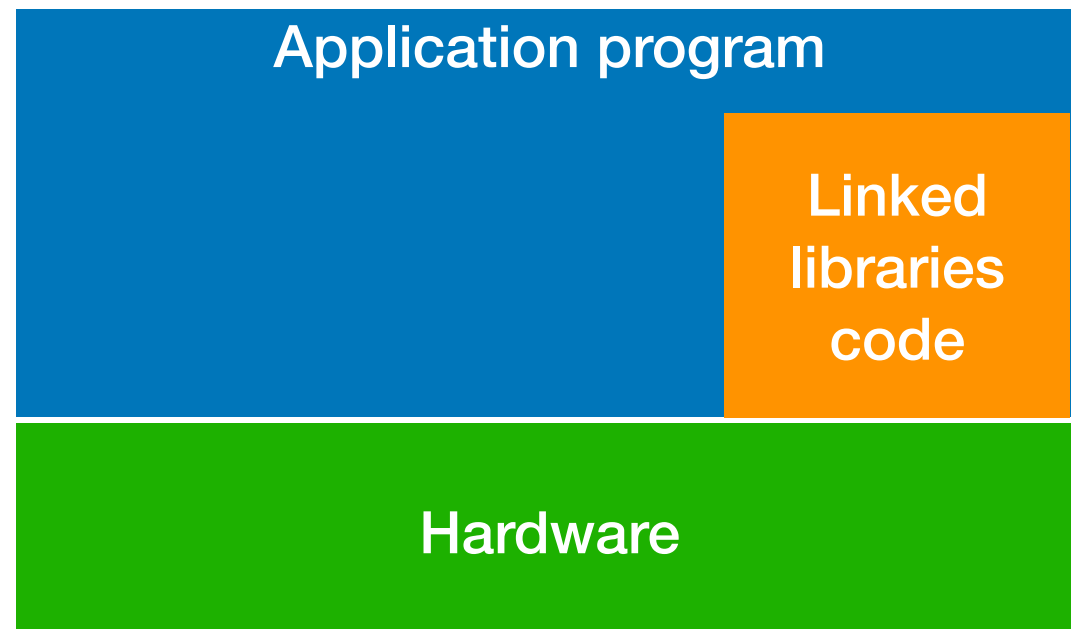 Application program
Linked
libraries
code
Hardware